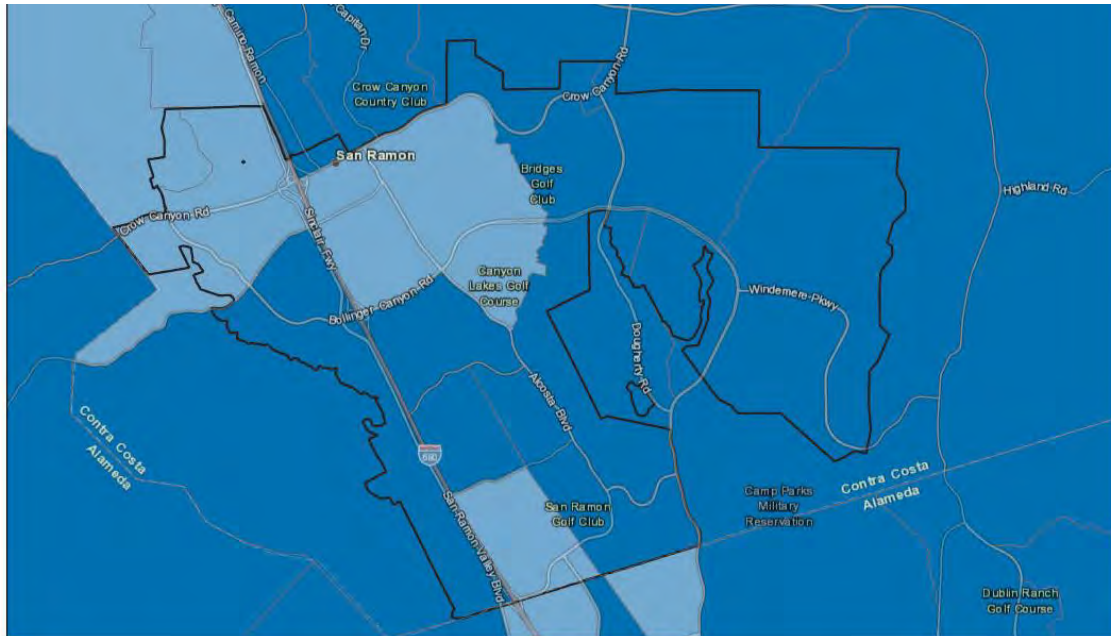 Camino Ramon
Capitan Dr
Crow Canyon
Country Club
Crow Canyon Rd
San Ramon
Bridges
Golf
Club
Highland Rd
Crow Canyon Rd
Sinclair Fwy
Canyon
Lakes Golf
Course
Bollinger Canyon Rd
Windemere Pkwy
Dougherty Rd
Alcosta Blvd
Contra Costa
Alameda
680
San Ramon Valley Blvd
San Ramon
Golf Club
Camp Parks
Military
Reservation
Contra Costa
Alameda
Dublin Ranch
Golf Course